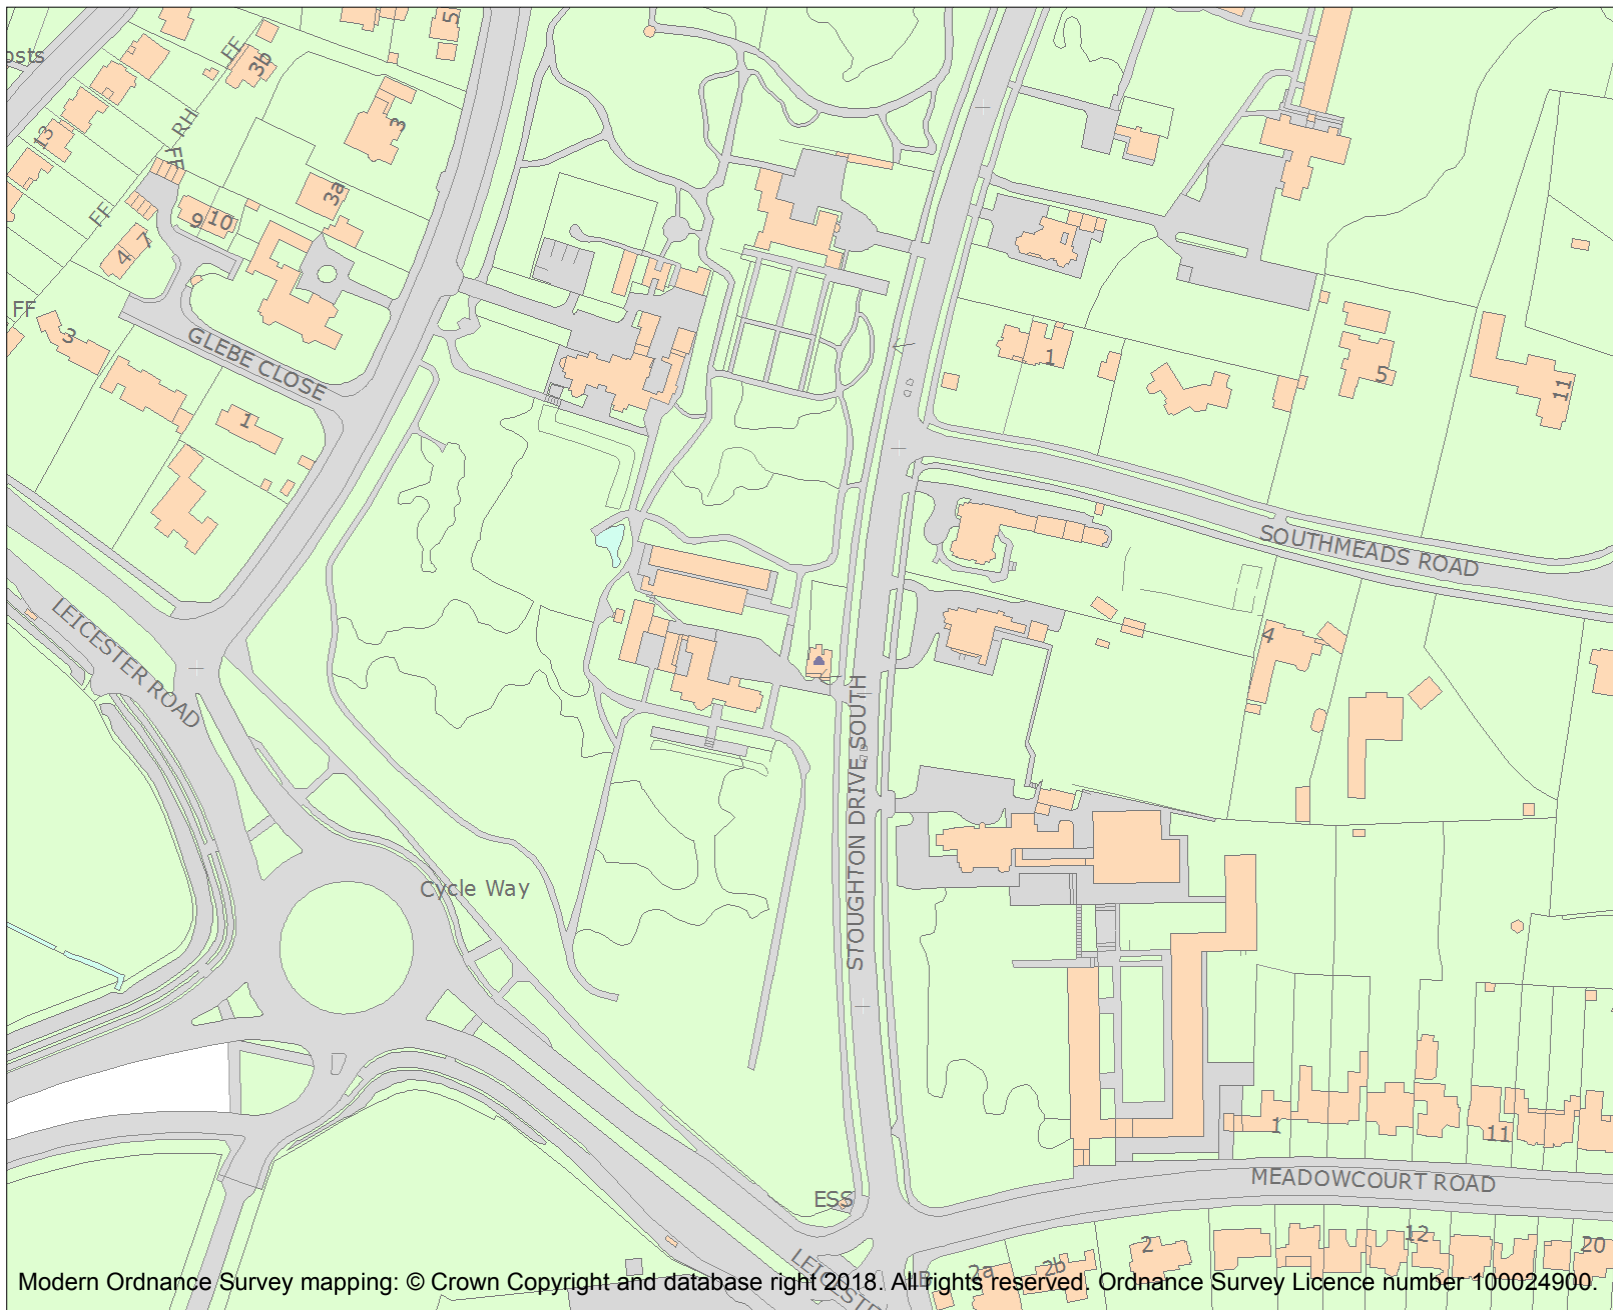 osts
FF
3b
5
3
13
RH
FF
3a
FF
9
10
4
7
FF
3
GLEBE CLOSE
1
1
5
11
SOUTHMEADS ROAD
LEICESTER ROAD
4
STOUGHTON DRIVE SOUTH
Cycle Way
1
11
MEADOWCOURT ROAD
ESS
12
2
20
2b
2a
LB
LEICESTE
Modern Ordnance Survey mapping: © Crown Copyright and database right 2018. All rights reserved. Ordnance Survey Licence number 100024900.